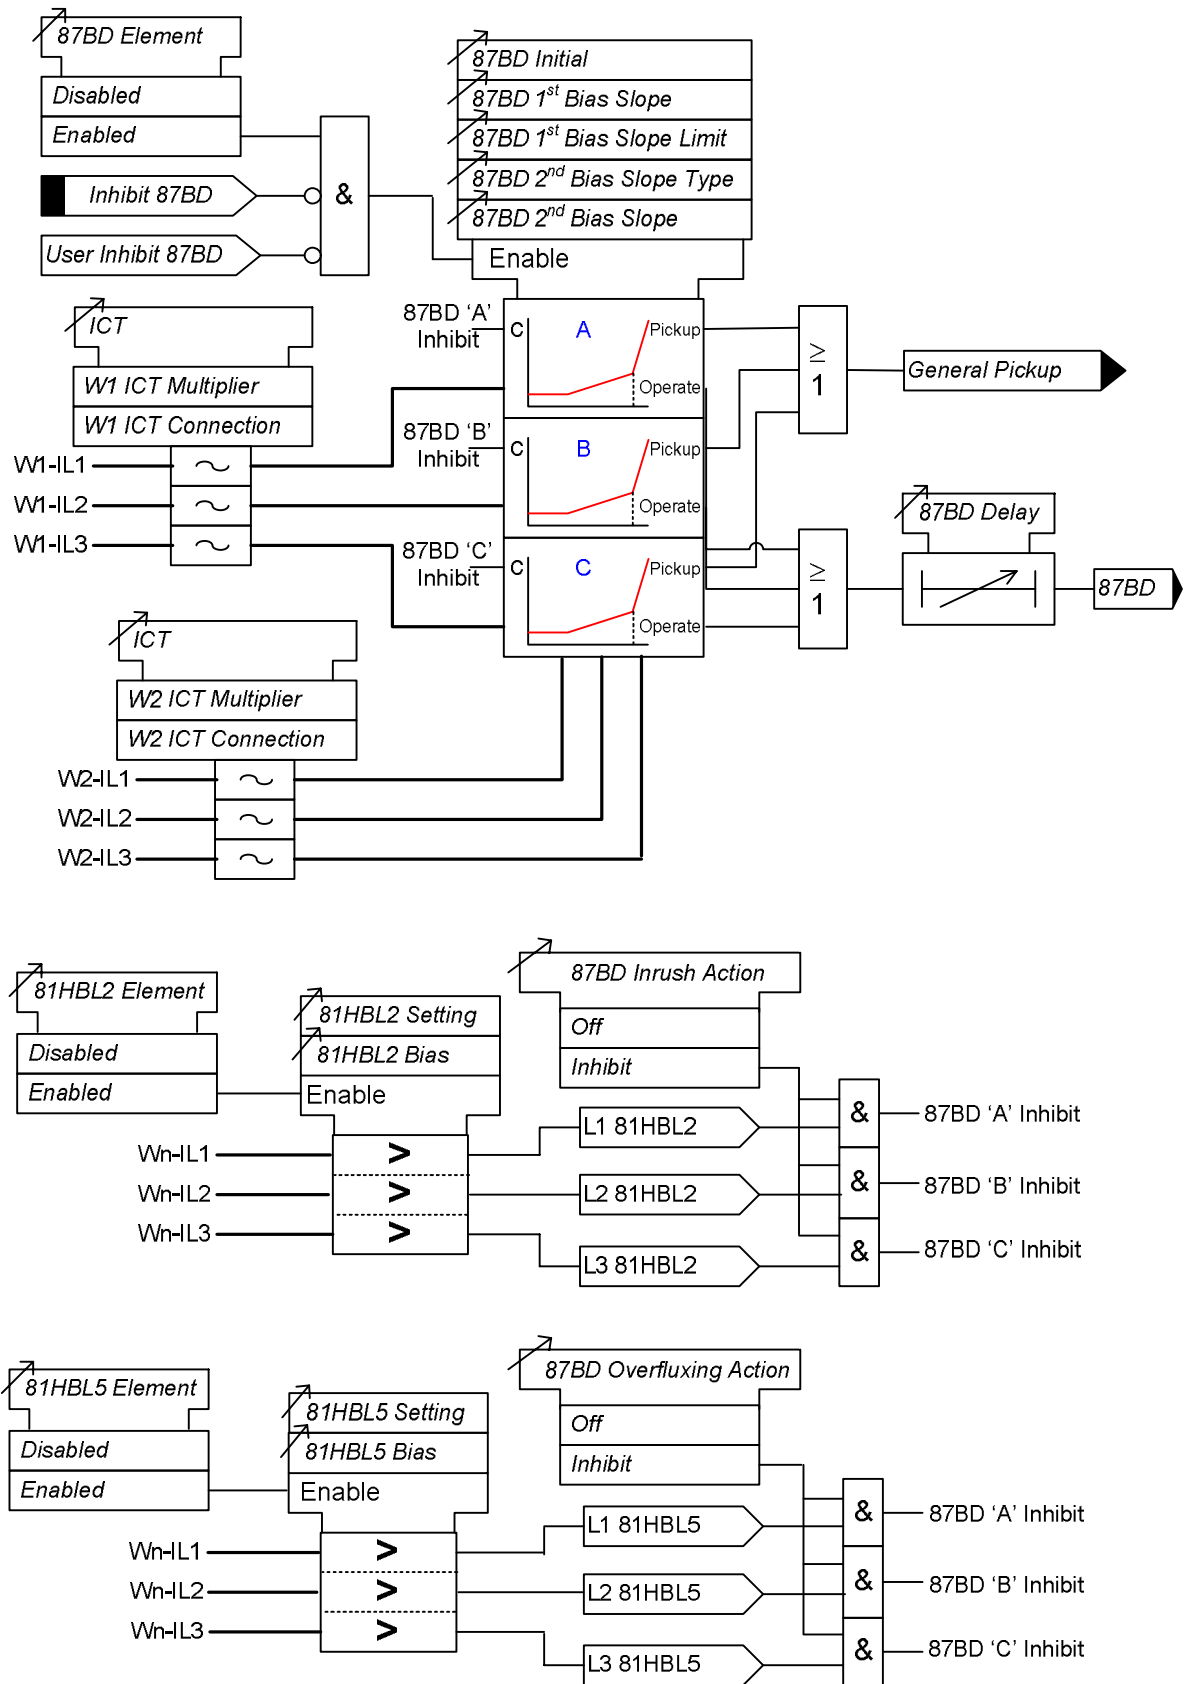 87BD Element
Disabled
Enabled
Inhibit 87BD
User Inhibit 87BD
&
87BD Initial
87BD 1st Bias Slope
87BD 1st Bias Slope Limit
87BD 2nd Bias Slope Type
87BD 2nd Bias Slope
Enable
ICT
W1 ICT Multiplier
W1 ICT Connection
W1-IL1
W1-IL2
W1-IL3
87BD ‘A’
Inhibit
C
A
Pickup
Operate
87BD ‘B’
Inhibit
C
B
Pickup
Operate
87BD ‘C’
Inhibit
C
C
Pickup
Operate
≥
1
General Pickup
≥
1
87BD Delay
87BD
ICT
W2 ICT Multiplier
W2 ICT Connection
W2-IL1
W2-IL2
W2-IL3
81HBL2 Element
Disabled
Enabled
81HBL2 Setting
81HBL2 Bias
Enable
Wn-IL1
Wn-IL2
Wn-IL3
>
>
>
87BD Inrush Action
Off
Inhibit
L1 81HBL2
L2 81HBL2
L3 81HBL2
&
&
&
87BD ‘A’ Inhibit
87BD ‘B’ Inhibit
87BD ‘C’ Inhibit
81HBL5 Element
Disabled
Enabled
81HBL5 Setting
81HBL5 Bias
Enable
Wn-IL1
Wn-IL2
Wn-IL3
>
>
>
87BD Overfluxing Action
Off
Inhibit
L1 81HBL5
L2 81HBL5
L3 81HBL5
&
&
&
87BD ‘A’ Inhibit
87BD ‘B’ Inhibit
87BD ‘C’ Inhibit